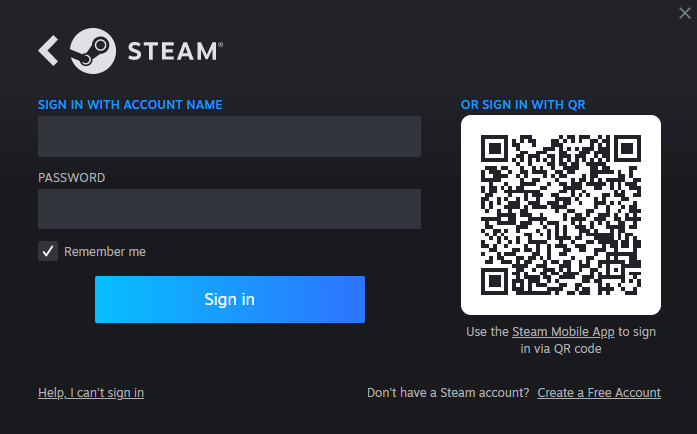 STEAM®
SIGN IN WITH ACCOUNT NAME
PASSWORD
Remember me
Sign in
OR SIGN IN WITH QR
Use the Steam Mobile App to sign
in via QR code
Help, I can't sign in
Don't have a Steam account? Create a Free Account